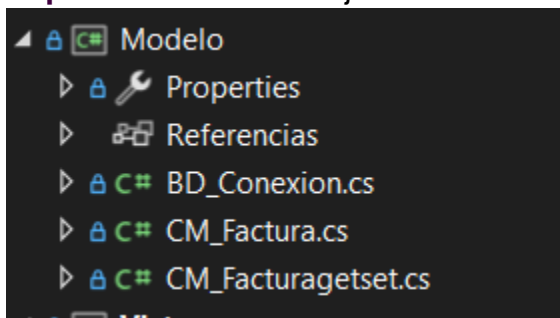 C# Modelo
Properties
Referencias
C# BD_Conexion.cs
C# CM_Factura.cs
C# CM_Facturagetset.cs